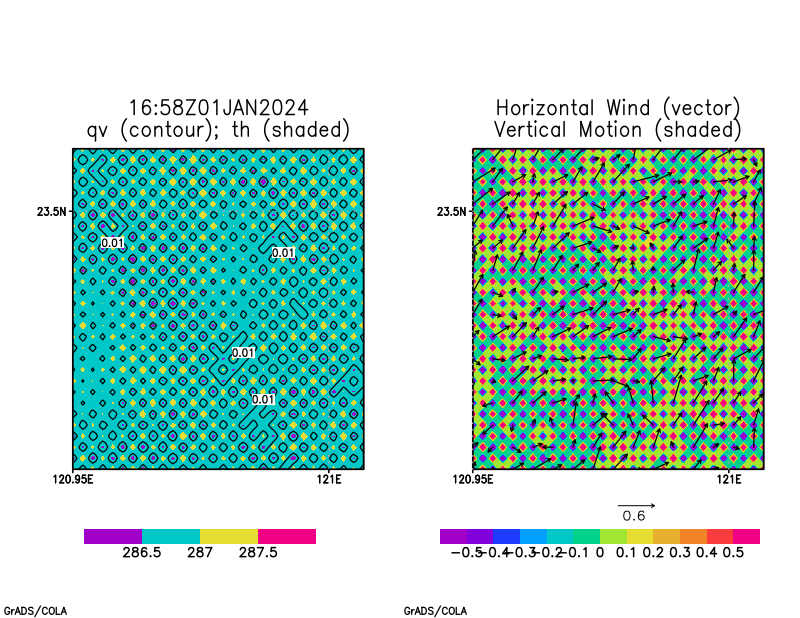 16:58Z01JAN2024
qv (contour); th (shaded)
23.5N
0.01
0.01
0.01
0.01
120.95E 121E
286.5 287 287.5
GrADS/COLA
Horizontal Wind (vector)
Vertical Motion (shaded)
23.5N
120.95E 121E
0.6
-0.5 -0.4 -0.3 -0.2 -0.1 0 0.1 0.2 0.3 0.4 0.5
GrADS/COLA